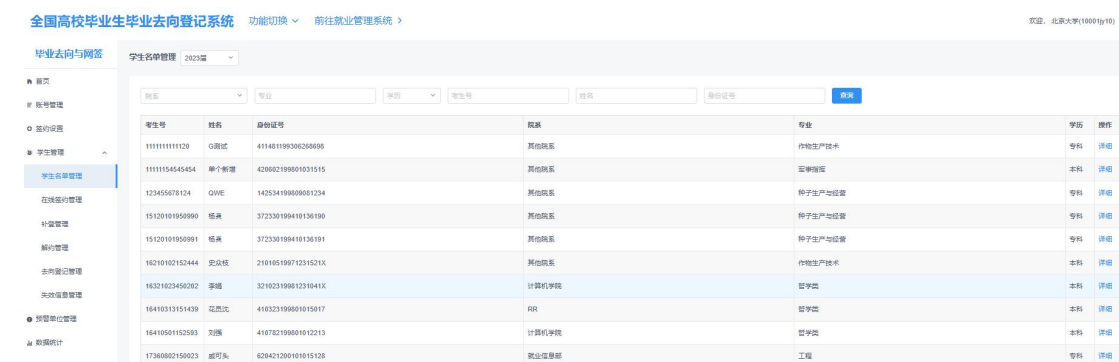 全国高校毕业生毕业去向登记系统 功能切换 前往就业管理系统 >
欢迎，北京大学(10001jy10)
毕业去向与网签
学生名单管理 2023届
首页
账号管理
签约设置
学生管理
学生名单管理
在线签约管理
补登管理
解约管理
去向登记管理
失效信息管理
预警单位管理
数据统计
院系 专业 学历 考生号 姓名 身份证号 查询
考生号 姓名 身份证号 院系 专业 学历 操作
1111111111120 G测试 411481199306268698 其他院系 作物生产技术 专科 详细
11111154545454 单个新增 420602199801031515 其他院系 军事指挥 本科 详细
123455678124 QWE 142534199809081234 其他院系 种子生产与经营 专科 详细
15120101950990 杨尧 372330199410136190 其他院系 种子生产与经营 专科 详细
15120101950991 杨尧 372330199410136191 其他院系 种子生产与经营 专科 详细
16210102152444 史众枝 21010519971231521X 其他院系 作物生产技术 本科 详细
16321023450202 李嫣 32102319981231041X 计算机学院 哲学类 本科 详细
16410313151439 花员沈 410323199801015017 RR 哲学类 本科 详细
16410501152593 刘强 410782199801012213 计算机学院 哲学类 本科 详细
17360802150023 威可头 620421200101015128 就业信息部 工程 专科 详细